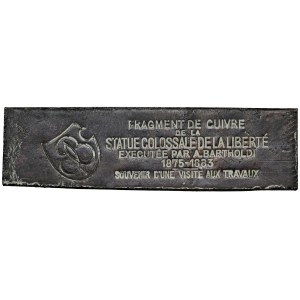 FRAGMENT DE CUIVRE
DE LA
STATUE COLOSSALE DE LA LIBERTÉ
EXÉCUTÉE PAR A. BARTHOLDI
1875-1883
SOUVENIR D'UNE VISITE AUX TRAVAUX